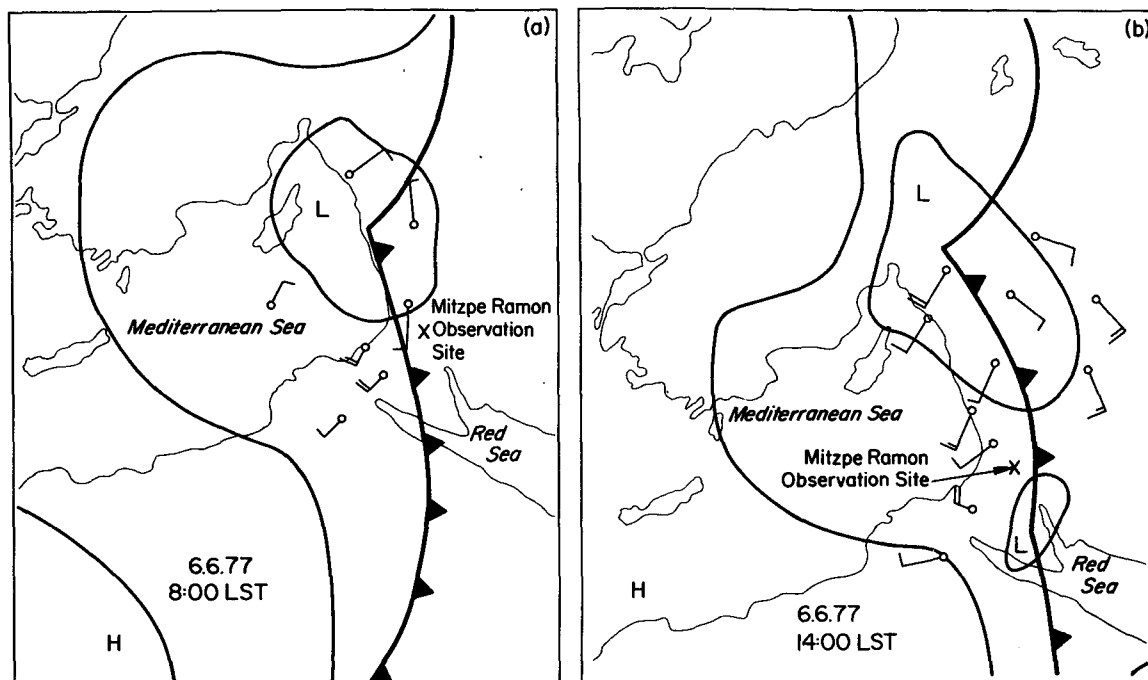 (a)
L
Mitzpe Ramon
Observation
Site
X
Mediterranean Sea
Red
Sea
6.6.77
8:00 LST
H
(b)
L
Mediterranean Sea
Mitzpe Ramon
Observation Site
X
L
Red
Sea
H
6.6.77
14:00 LST